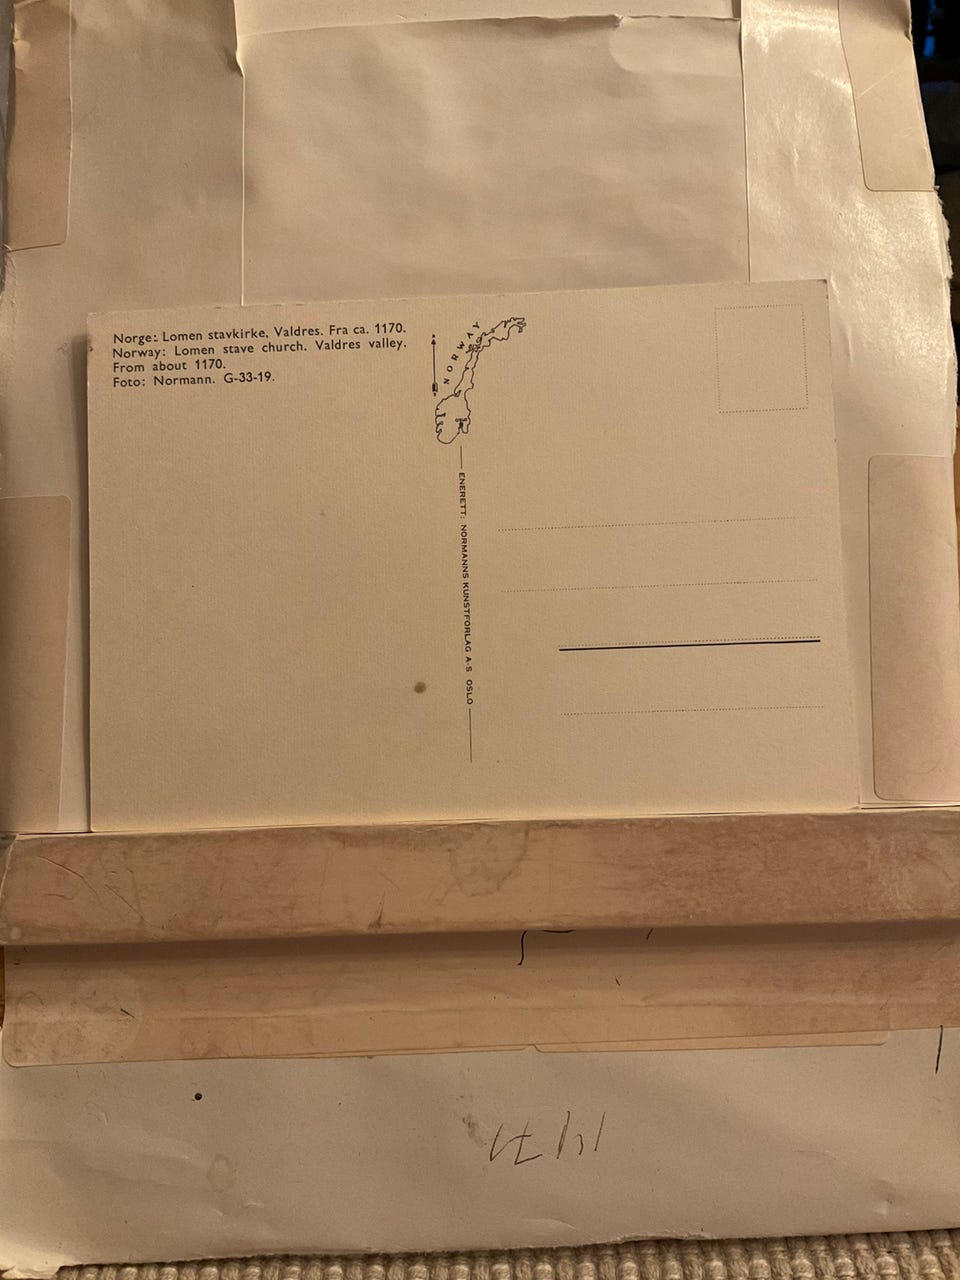 Norge: Lomen stavkirke, Valdres. Fra ca. 1170.
Norway: Lomen stave church. Valdres valley.
From about 1170.
Foto: Normann. G-33-19.
NORWAY
ENERETT: NORMANNS KUNSTFORLAG A-S OSLO